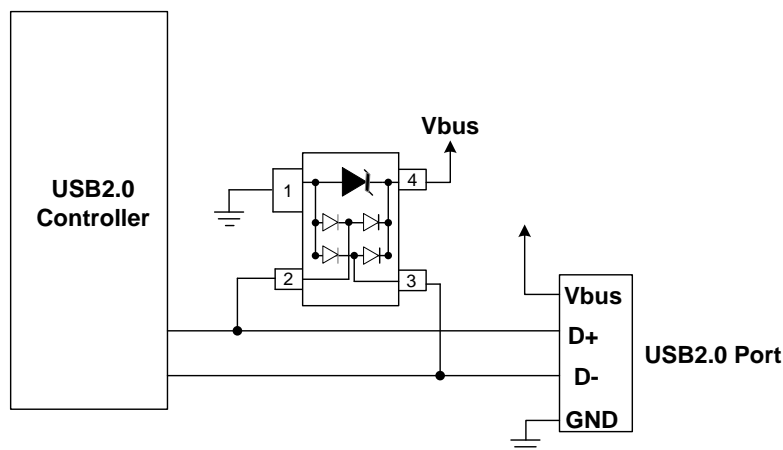 Vbus
1
4
USB2.0
Controller
2
3
Vbus
D+
USB2.0 Port
D-
GND